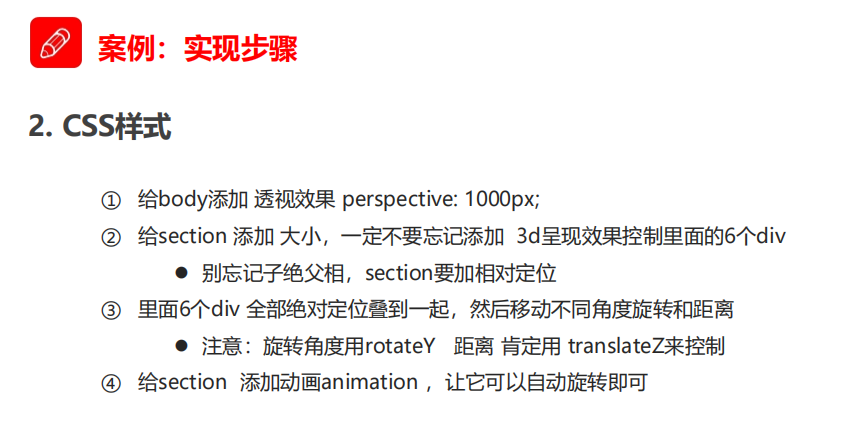 案例：实现步骤
2. CSS样式
① 给body添加 透视效果 perspective: 1000px;
② 给section 添加 大小，一定不要忘记添加 3d呈现效果控制里面的6个div
● 别忘记子绝父相，section要加相对定位
③ 里面6个div 全部绝对定位叠到一起，然后移动不同角度旋转和距离
● 注意：旋转角度用rotateY 距离 肯定用 translateZ来控制
④ 给section 添加动画animation ，让它可以自动旋转即可